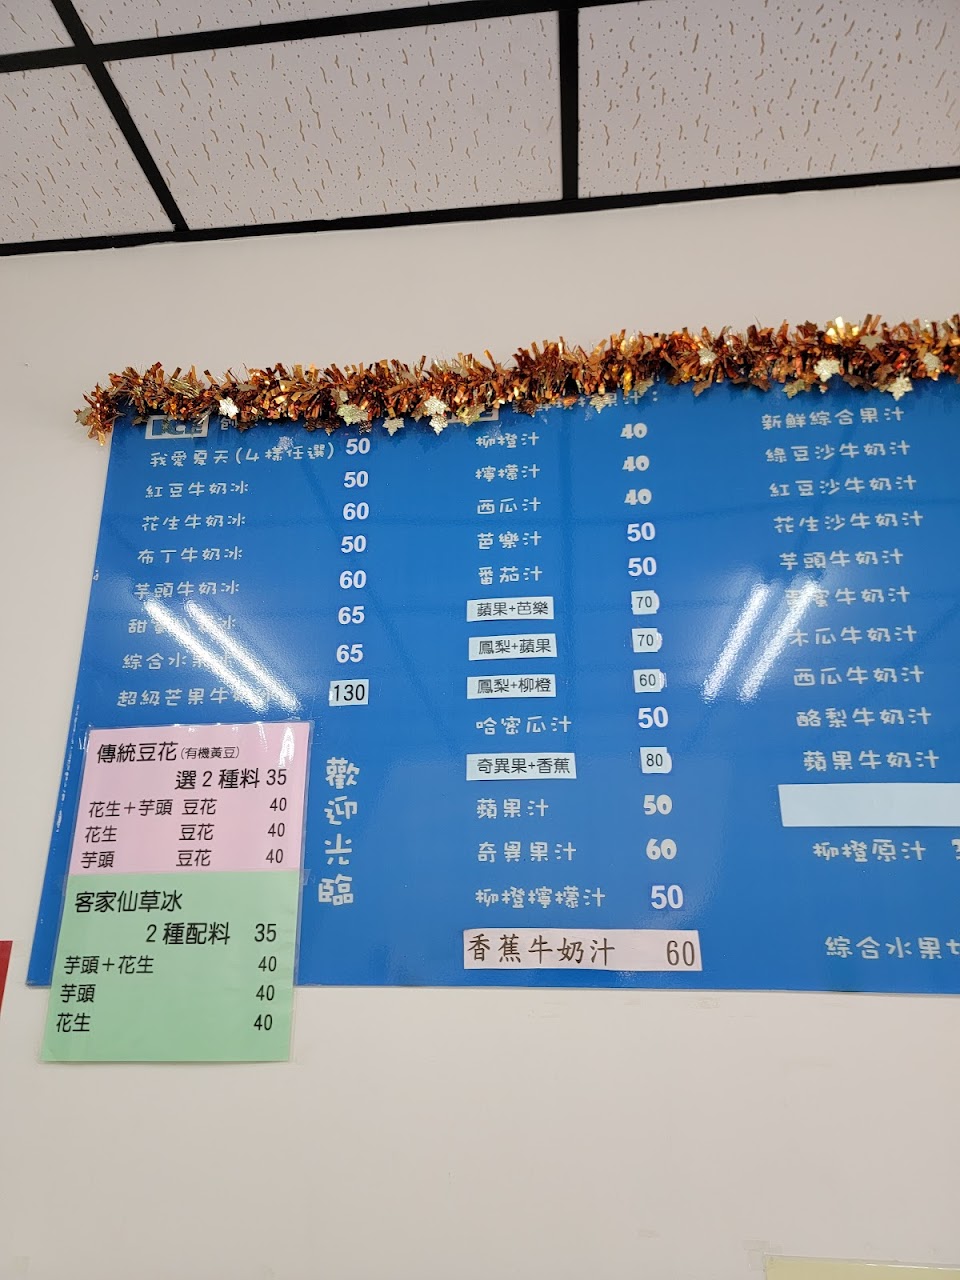 我愛夏天(4樣任選) 50
紅豆牛奶冰 50
花生牛奶冰 60
布丁牛奶冰 50
芋頭牛奶冰 60
冰 65
綜合水果 65
超級芒果牛 130
傳統豆花(有機黃豆)
選2種料 35
花生+芋頭 豆花 40
花生 豆花 40
芋頭 豆花 40
客家仙草冰
2種配料 35
芋頭+花生 40
芋頭 40
花生 40
歡迎光臨
果汁:
柳橙汁 40
檸檬汁 40
西瓜汁 40
芭樂汁 50
番茄汁 50
蘋果+芭樂 70
鳳梨+蘋果 70
鳳梨+柳橙 60
哈密瓜汁 50
奇異果+香蕉 80
蘋果汁 50
奇異果汁 60
柳橙檸檬汁 50
香蕉牛奶汁 60
新鮮綜合果汁
綠豆沙牛奶汁
紅豆沙牛奶汁
花生沙牛奶汁
芋頭牛奶汁
牛奶汁
木瓜牛奶汁
西瓜牛奶汁
酪梨牛奶汁
蘋果牛奶汁
柳橙原汁
綜合水果